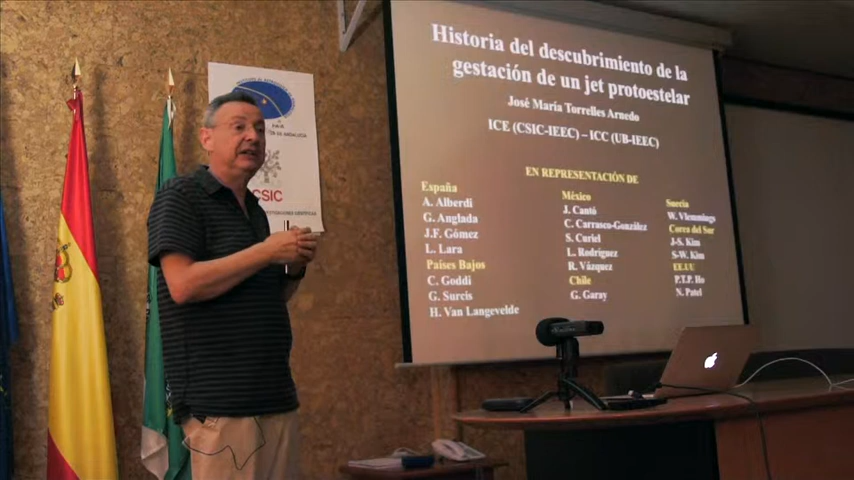 Historia del descubrimiento de la
gestación de un jet protoestelar
José María Torrelles Arnedo
ICE (CSIC-IEEC) – ICC (UB-IEEC)
EN REPRESENTACIÓN DE
España
A. Alberdi
G. Anglada
J.F. Gómez
L. Lara
Países Bajos
C. Goddi
G. Surcis
H. Van Langevelde
México
J. Cantó
C. Carrasco-González
S. Curiel
L. Rodríguez
R. Vázquez
Chile
G. Garay
Suecia
W. Vlemmings
Corea del Sur
J-S. Kim
S-W. Kim
EE.UU
P.T.P. Ho
N. Patel
CSIC